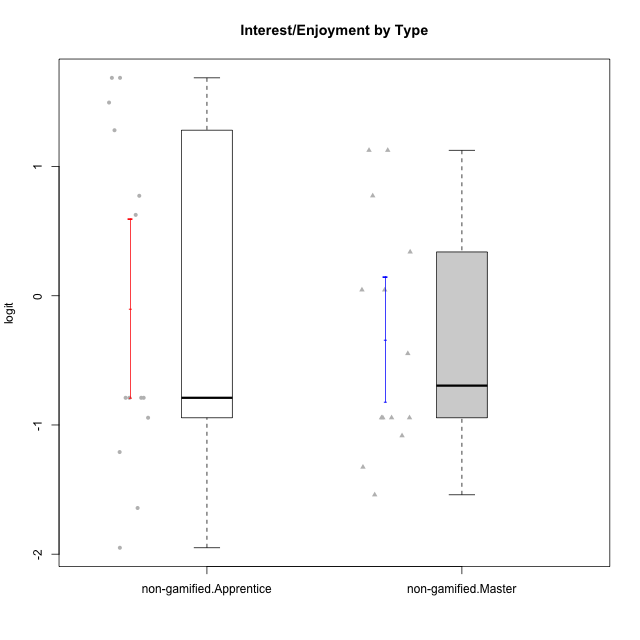 Interest/Enjoyment by Type
logit
1
0
-1
-2
non-gamified.Apprentice
non-gamified.Master